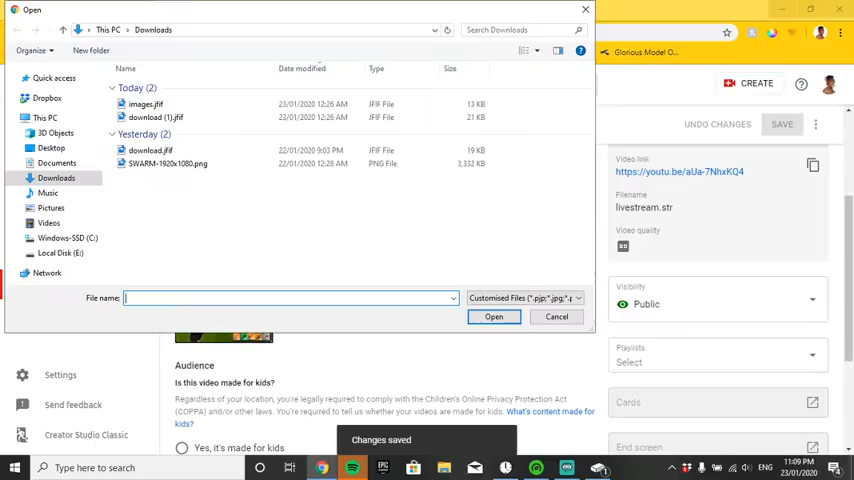 Open
This PC > Downloads
Search Downloads
Organize
New folder
Glorious Model O...
Name
Date modified
Type
Size
Quick access
Dropbox
This PC
3D Objects
Desktop
Documents
Downloads
Music
Pictures
Videos
Windows-SSD (C:)
Local Disk (E:)
Network
Today (2)
images.jfif 23/01/2020 12:26 AM JFIF File 13 KB
download (1).jfif 23/01/2020 12:26 AM JFIF File 21 KB
Yesterday (2)
download.jfif 22/01/2020 9:03 PM JFIF File 19 KB
SWARM-1920x1080.png 22/01/2020 12:28 AM PNG File 3,332 KB
File name:
Customised Files (*.pjp;*.jpg;*.p
Open
Cancel
CREATE
UNDO CHANGES
SAVE
Video link
https://youtu.be/aUa-7NhxKQ4
Filename
livestream.str
Video quality
Visibility
Public
Playlists
Select
Cards
End screen
Settings
Send feedback
Creator Studio Classic
Audience
Is this video made for kids?
Regardless of your location, you're legally required to comply with the Children's Online Privacy Protection Act
(COPPA) and/or other laws. You're required to tell us whether your videos are made for kids. What's content made for
kids?
Yes, it's made for kids
Changes saved
Type here to search
EPIC
ENG
11:09 PM
23/01/2020